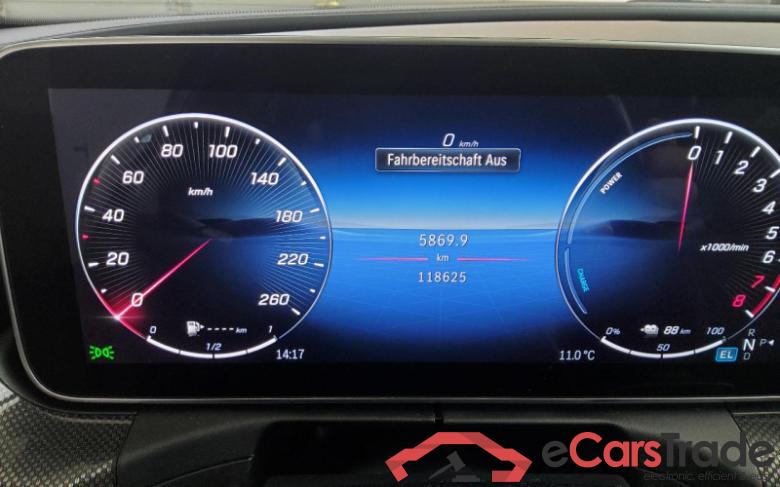 0 km/h
Fahrbereitschaft Aus
0 20 40 60 80 100 140 180 220 260
km/h
5869.9
km
118625
0 1 2 3 4 5 6 7 8
POWER
CHARGE
x1000/min
0 1/2 1
---- km
14:17
11.0 °C
0% 50 100
88 km
EL
R
N P◄
D
eCarsTrade
electronic, efficient